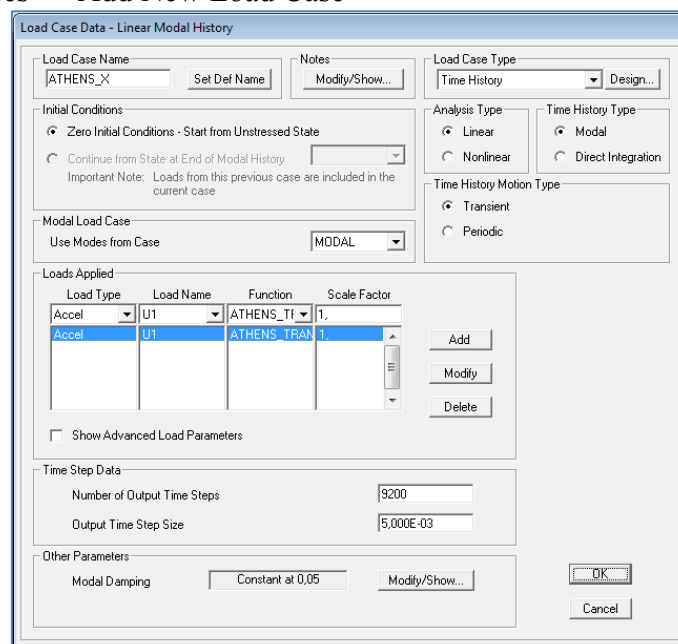 Add New Load Case
Load Case Data - Linear Modal History
Load Case Name
ATHENS_X
Set Def Name
Notes
Modify/Show...
Load Case Type
Time History
Design...
Initial Conditions
Zero Initial Conditions - Start from Unstressed State
Continue from State at End of Modal History
Important Note: Loads from this previous case are included in the
current case
Analysis Type
Linear
Nonlinear
Time History Type
Modal
Direct Integration
Time History Motion Type
Transient
Periodic
Modal Load Case
Use Modes from Case
MODAL
Loads Applied
Load Type Load Name Function Scale Factor
Accel U1 ATHENS_TF 1,
Accel U1 ATHENS_TRAN 1,
Add
Modify
Delete
Show Advanced Load Parameters
Time Step Data
Number of Output Time Steps 9200
Output Time Step Size 5,000E-03
Other Parameters
Modal Damping Constant at 0,05 Modify/Show...
OK
Cancel